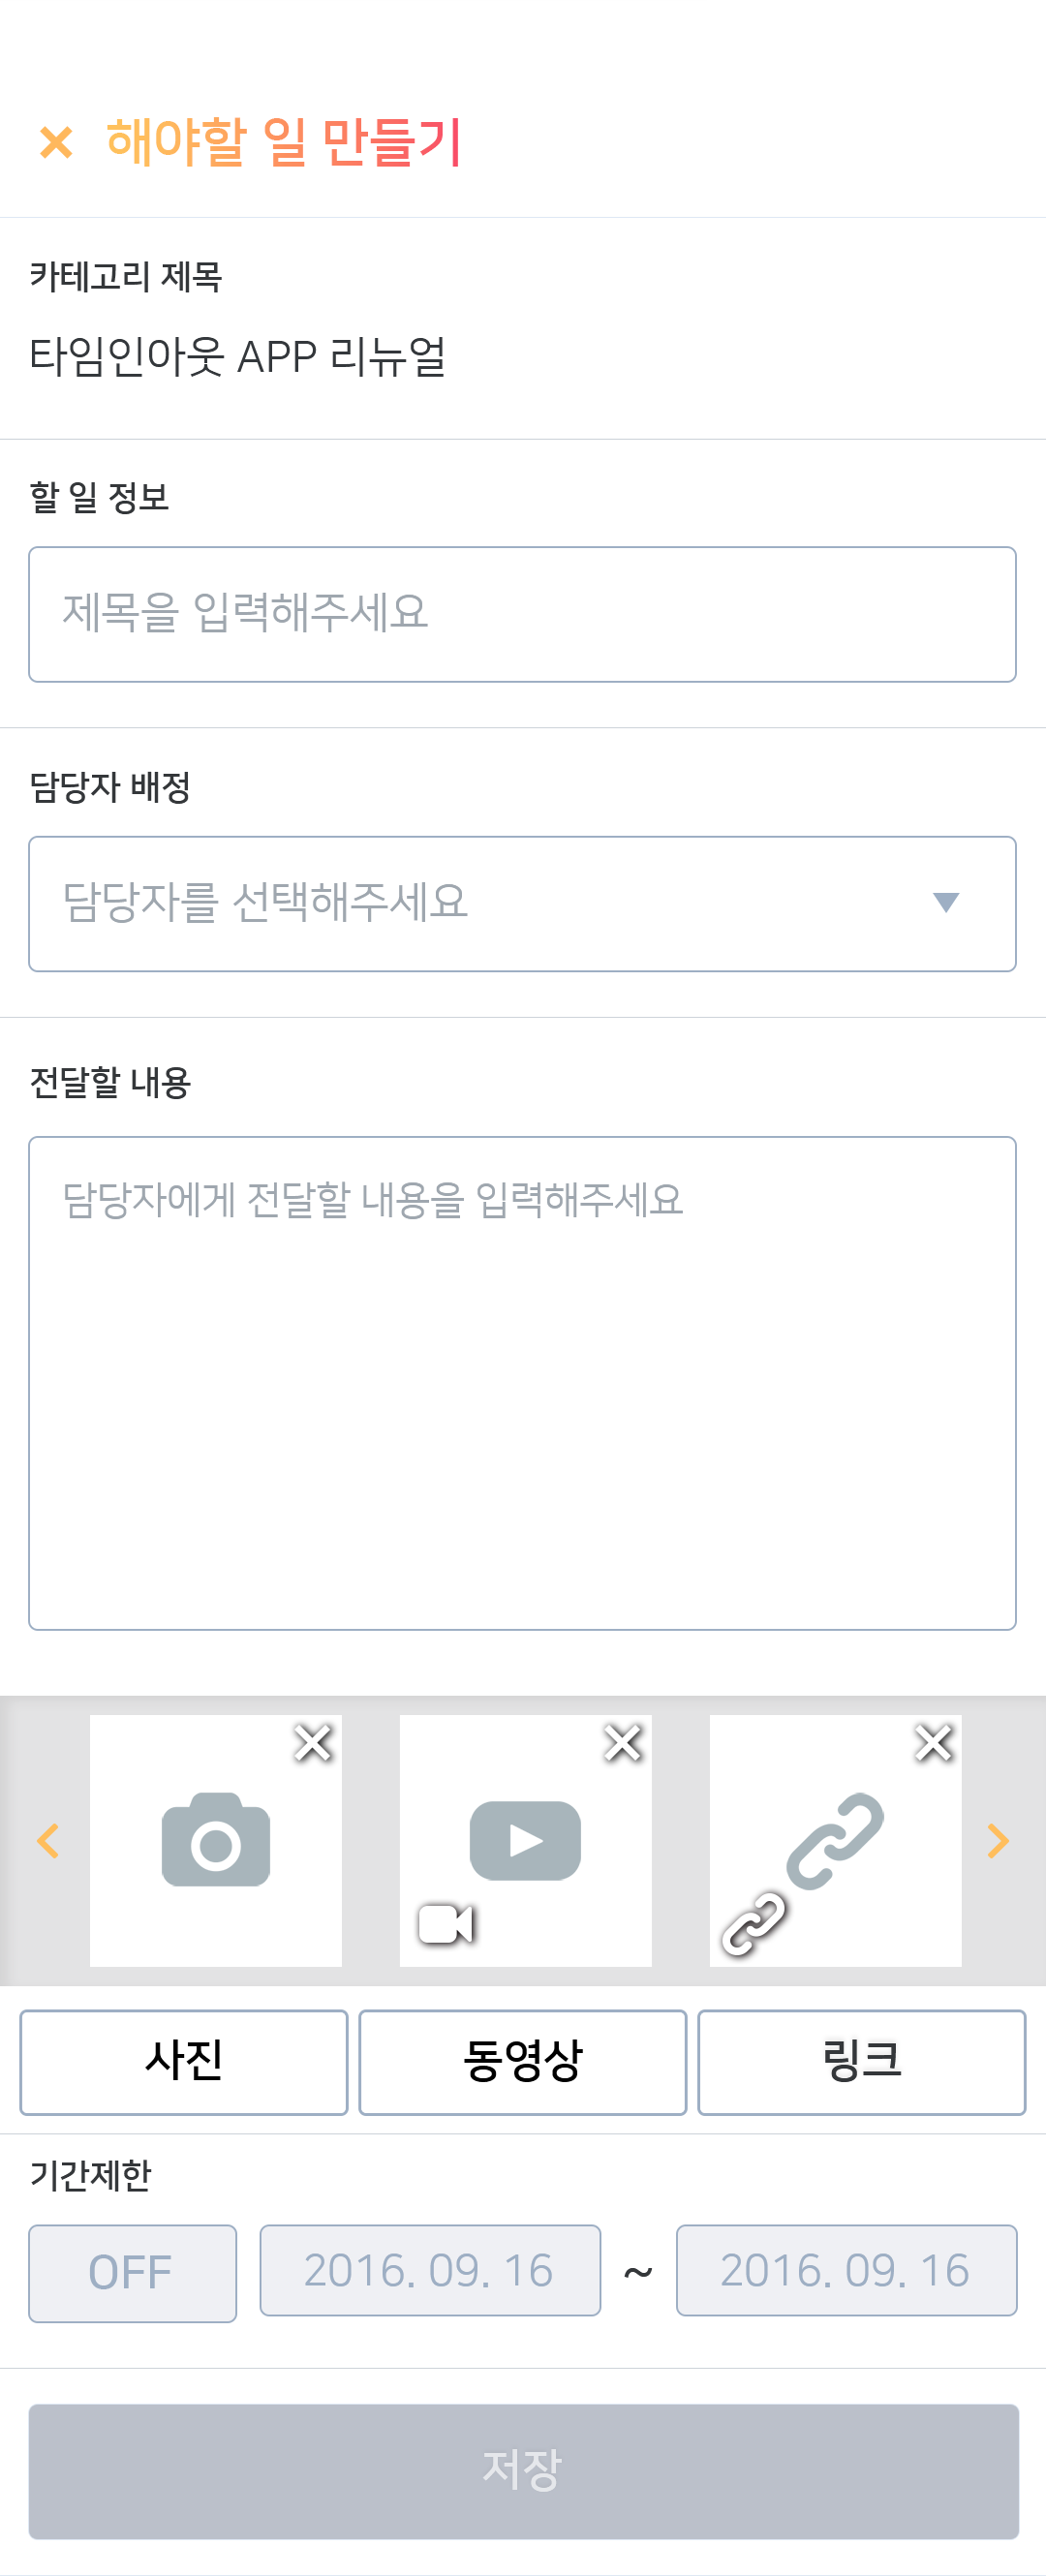 해야할 일 만들기
카테고리 제목
타임인아웃 APP 리뉴얼
할 일 정보
제목을 입력해주세요
담당자 배정
담당자를 선택해주세요
전달할 내용
담당자에게 전달할 내용을 입력해주세요
사진 동영상 링크
기간제한
OFF 2016. 09. 16 ~ 2016. 09. 16
저장